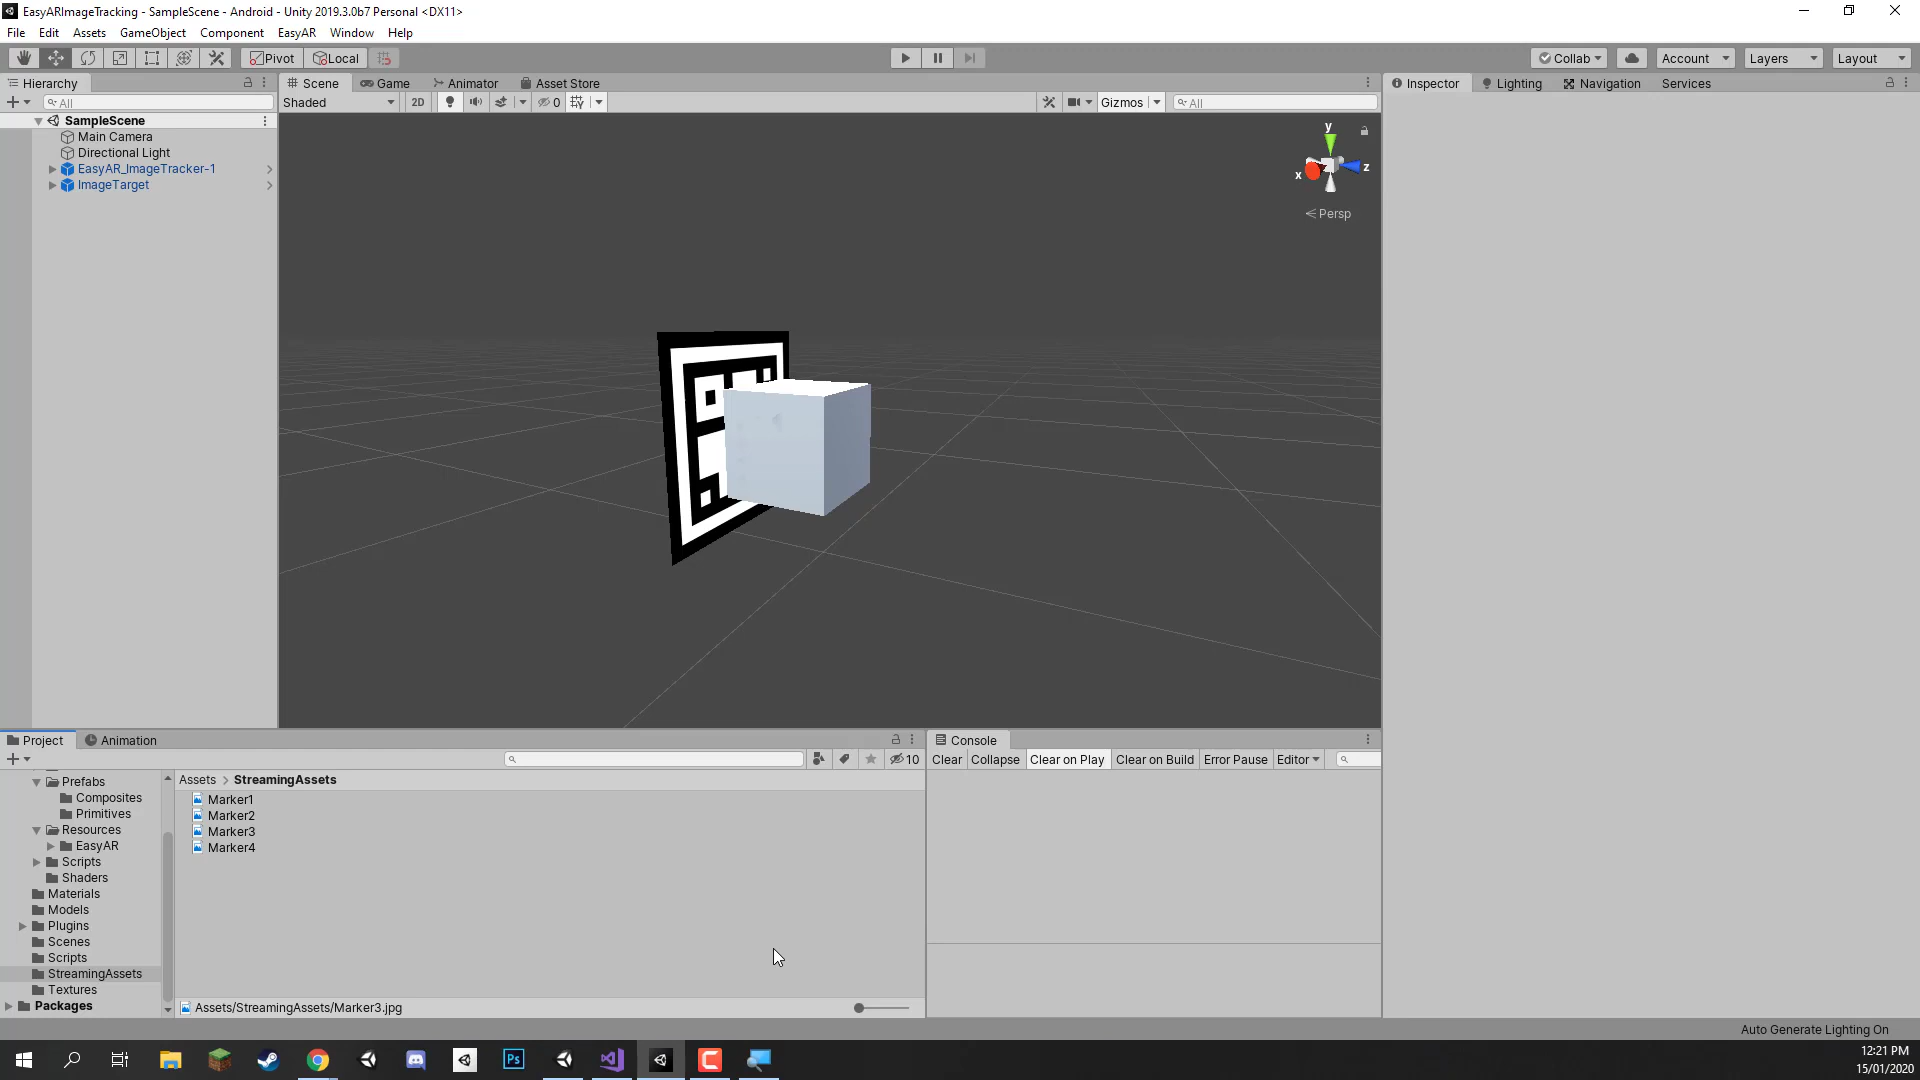 EasyARImageTracking - SampleScene - Android - Unity 2019.3.0b7 Personal <DX11>
File Edit Assets GameObject Component EasyAR Window Help
Pivot Local Collab Account Layers Layout
Hierarchy Scene Game Animator Asset Store Inspector Lighting Navigation Services
All Shaded 2D 0 Gizmos All
SampleScene
Main Camera
Directional Light
EasyAR_ImageTracker-1
ImageTarget
y
x z
Persp
Project Animation Console
10 Clear Collapse Clear on Play Clear on Build Error Pause Editor
Prefabs
Composites
Primitives
Resources
EasyAR
Scripts
Shaders
Materials
Models
Plugins
Scenes
Scripts
StreamingAssets
Textures
Packages
Assets > StreamingAssets
Marker1
Marker2
Marker3
Marker4
Assets/StreamingAssets/Marker3.jpg
Auto Generate Lighting On
Ps
12:21 PM
15/01/2020